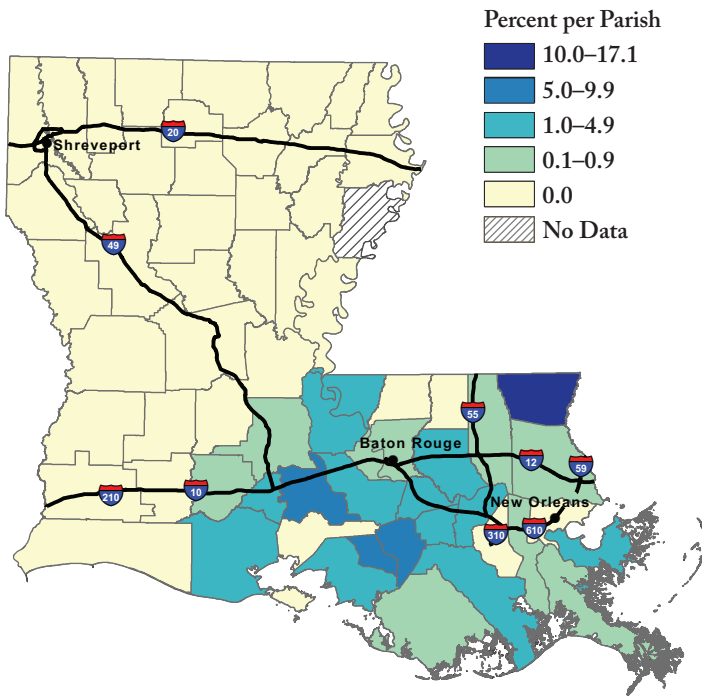 Percent per Parish
10.0–17.1
5.0–9.9
1.0–4.9
0.1–0.9
0.0
No Data
20
Shreveport
49
55
Baton Rouge
12
59
10
210
New Orleans
310
610